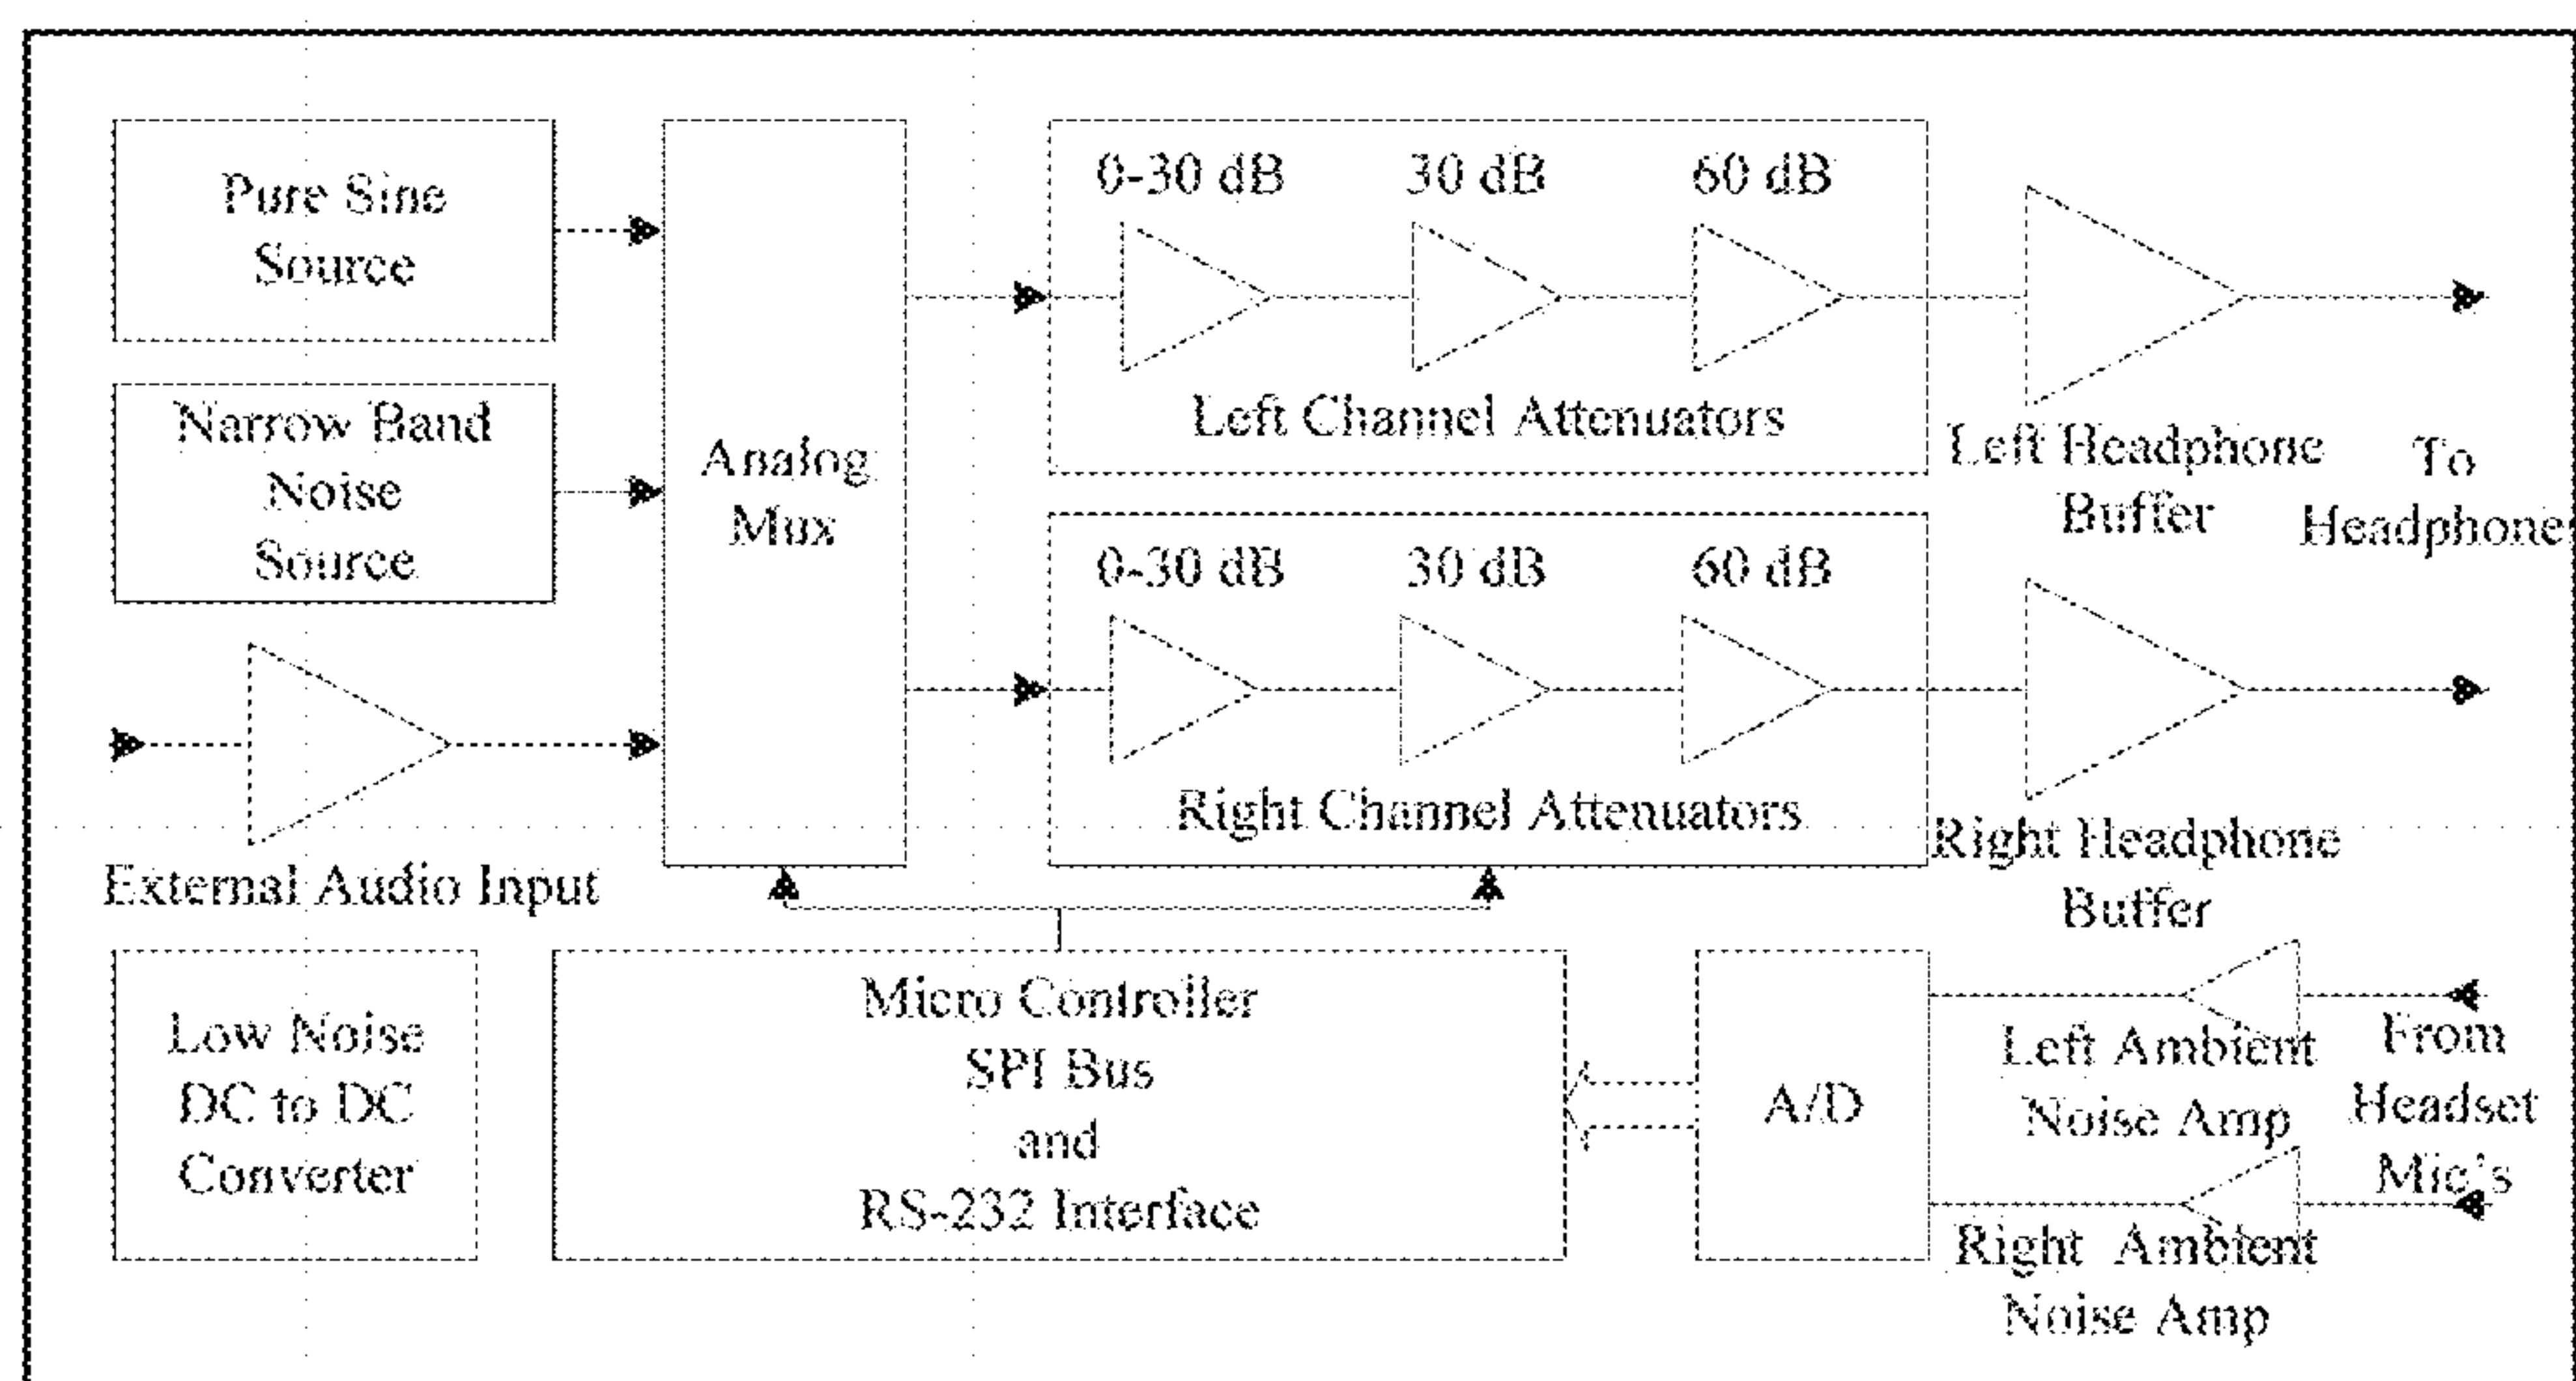 Pure Sine
Source
Narrow Band
Noise
Source
External Audio Input
Analog
Mux
0-30 dB 30 dB 60 dB
Left Channel Attenuators
0-30 dB 30 dB 60 dB
Right Channel Attenuators
Left Headphone
Buffer
To
Headphone
Right Headphone
Buffer
Low Noise
DC to DC
Converter
Micro Controller
SPI Bus
and
RS-232 Interface
A/D
Left Ambient
Noise Amp
From
Headset
Mic's
Right Ambient
Noise Amp